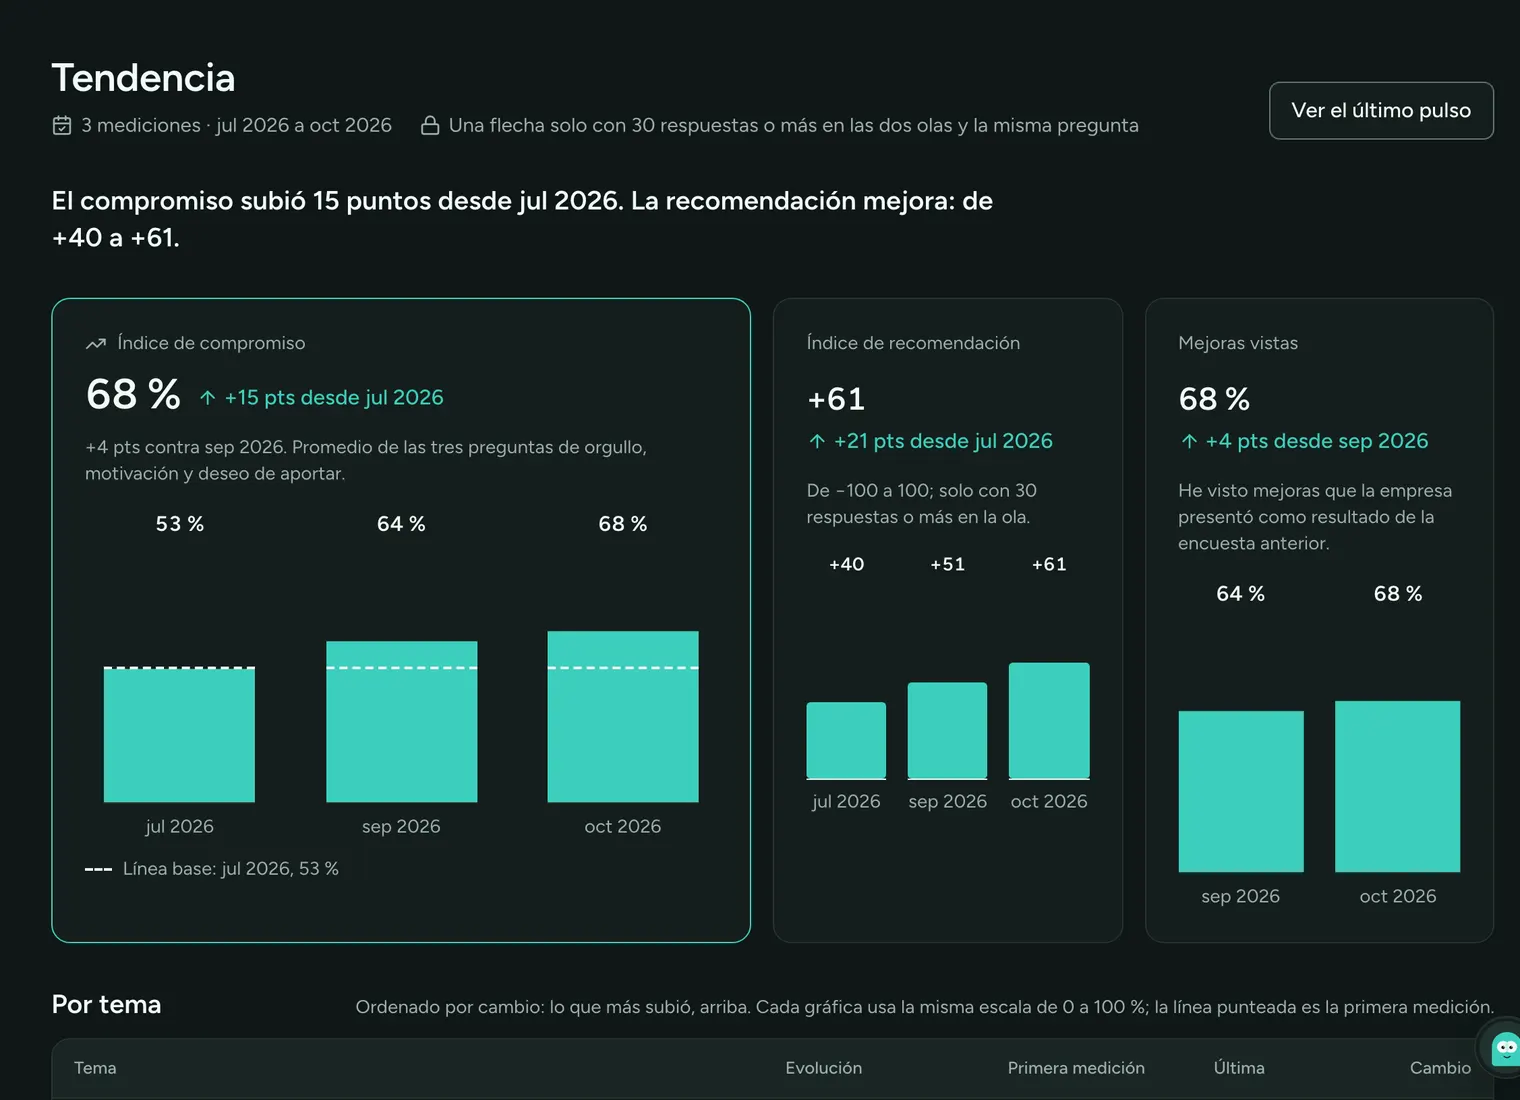 Tendencia
3 mediciones · jul 2026 a oct 2026
Una flecha solo con 30 respuestas o más en las dos olas y la misma pregunta
Ver el último pulso
El compromiso subió 15 puntos desde jul 2026. La recomendación mejora: de
+40 a +61.
Índice de compromiso
68 % ↑ +15 pts desde jul 2026
+4 pts contra sep 2026. Promedio de las tres preguntas de orgullo,
motivación y deseo de aportar.
53 % 64 % 68 %
jul 2026 sep 2026 oct 2026
Línea base: jul 2026, 53 %
Índice de recomendación
+61
↑ +21 pts desde jul 2026
De −100 a 100; solo con 30
respuestas o más en la ola.
+40 +51 +61
jul 2026 sep 2026 oct 2026
Mejoras vistas
68 %
↑ +4 pts desde sep 2026
He visto mejoras que la empresa
presentó como resultado de la
encuesta anterior.
64 % 68 %
sep 2026 oct 2026
Por tema
Ordenado por cambio: lo que más subió, arriba. Cada gráfica usa la misma escala de 0 a 100 %; la línea punteada es la primera medición.
Tema Evolución Primera medición Última Cambio